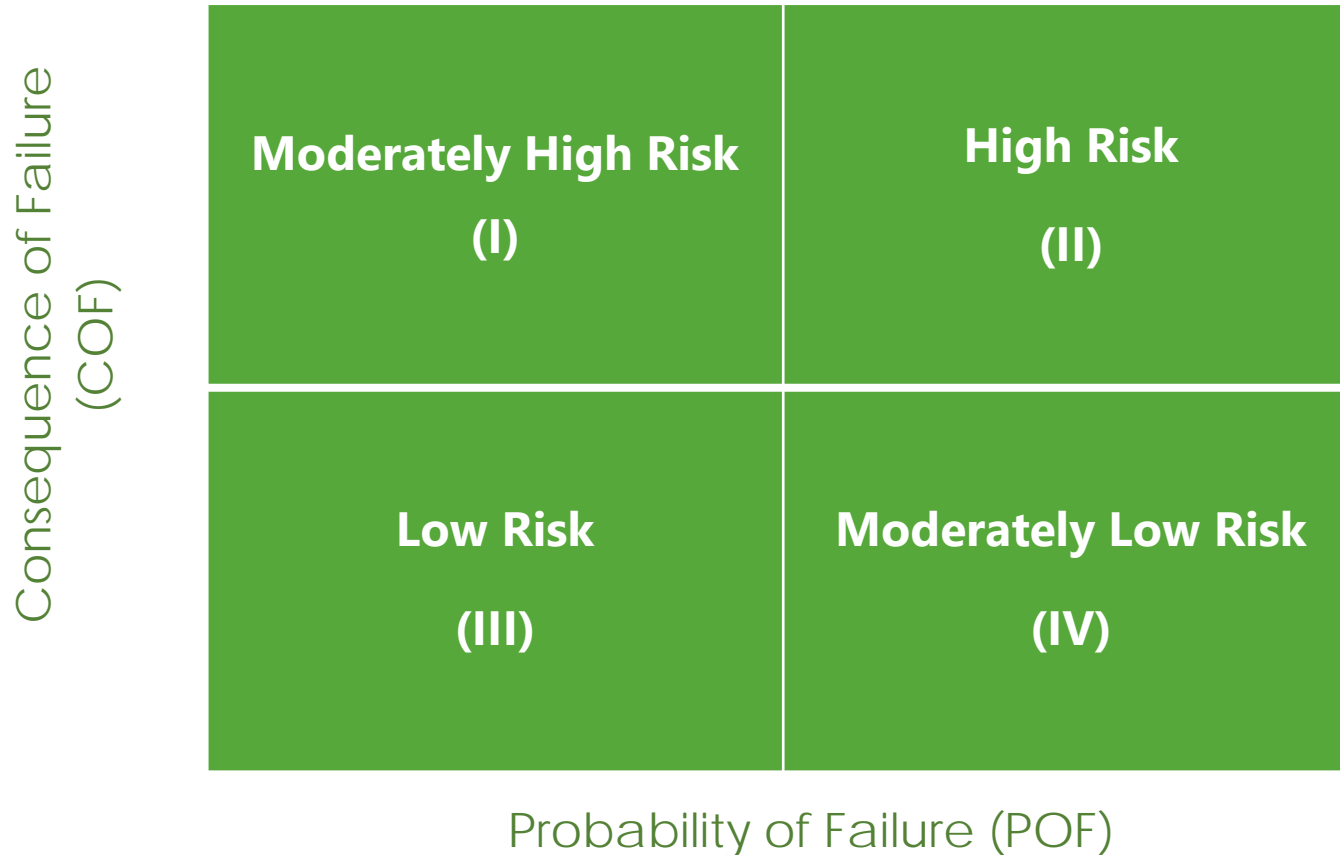 Consequence of Failure
(COF)
Moderately High Risk
(I)
High Risk
(II)
Low Risk
(III)
Moderately Low Risk
(IV)
Probability of Failure (POF)